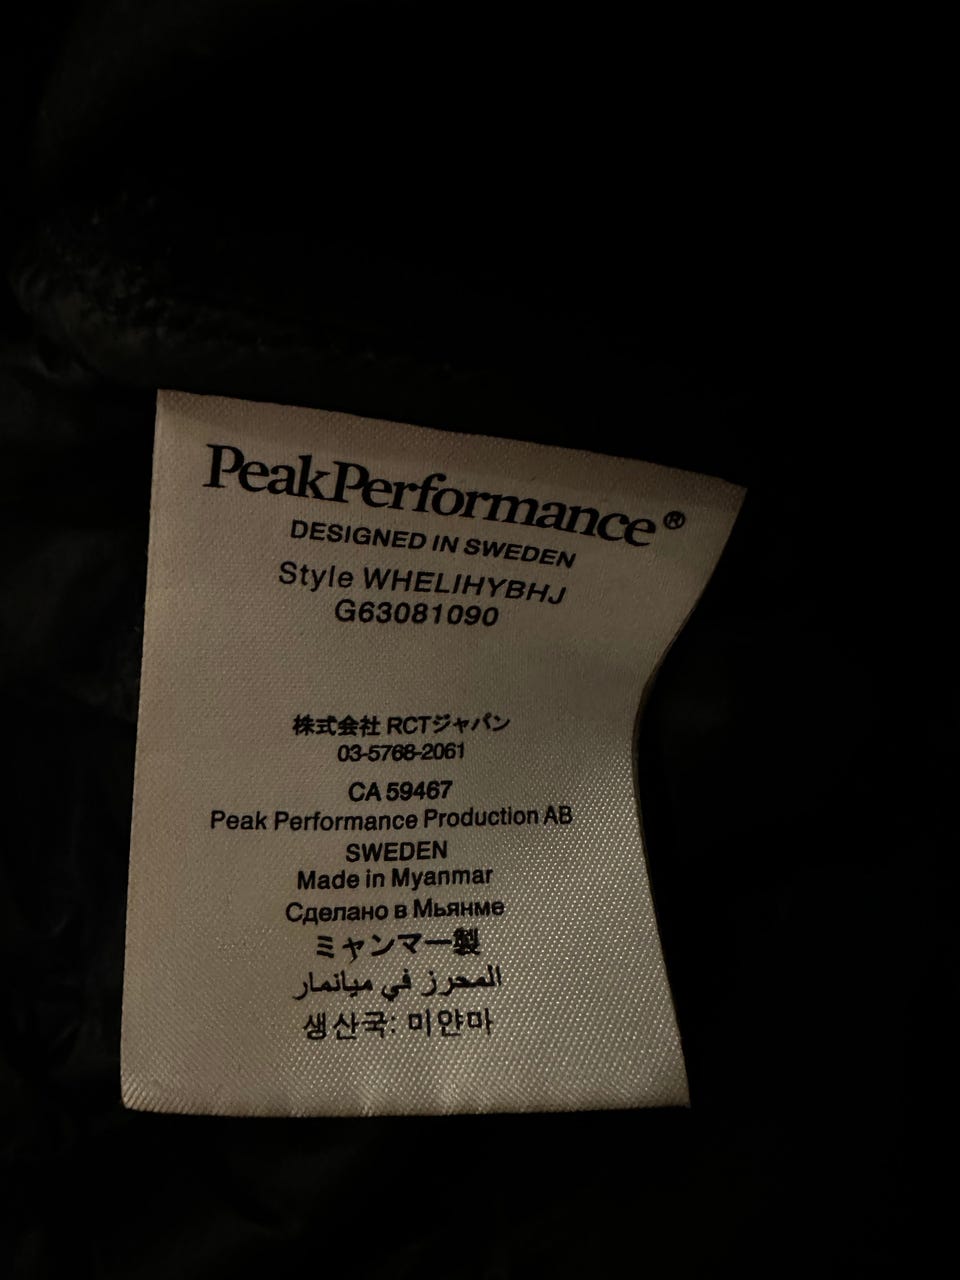 PeakPerformance®
DESIGNED IN SWEDEN
Style WHELIHYBHJ
G63081090
株式会社 RCTジャパン
03-5768-2061
CA 59467
Peak Performance Production AB
SWEDEN
Made in Myanmar
Сделано в Мьянме
ミャンマー製
المحرز في ميانمار
생산국: 미얀마